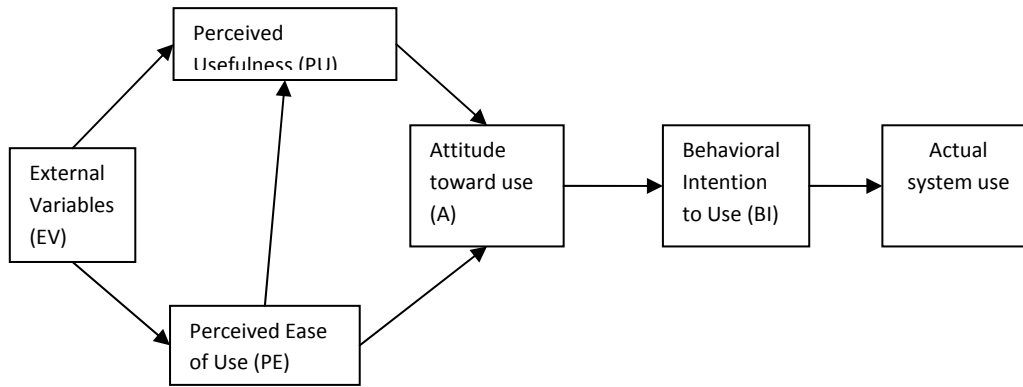 Perceived
Usefulness (PU)
External
Variables
(EV)
Perceived Ease
of Use (PE)
Attitude
toward use
(A)
Behavioral
Intention
to Use (BI)
Actual
system use